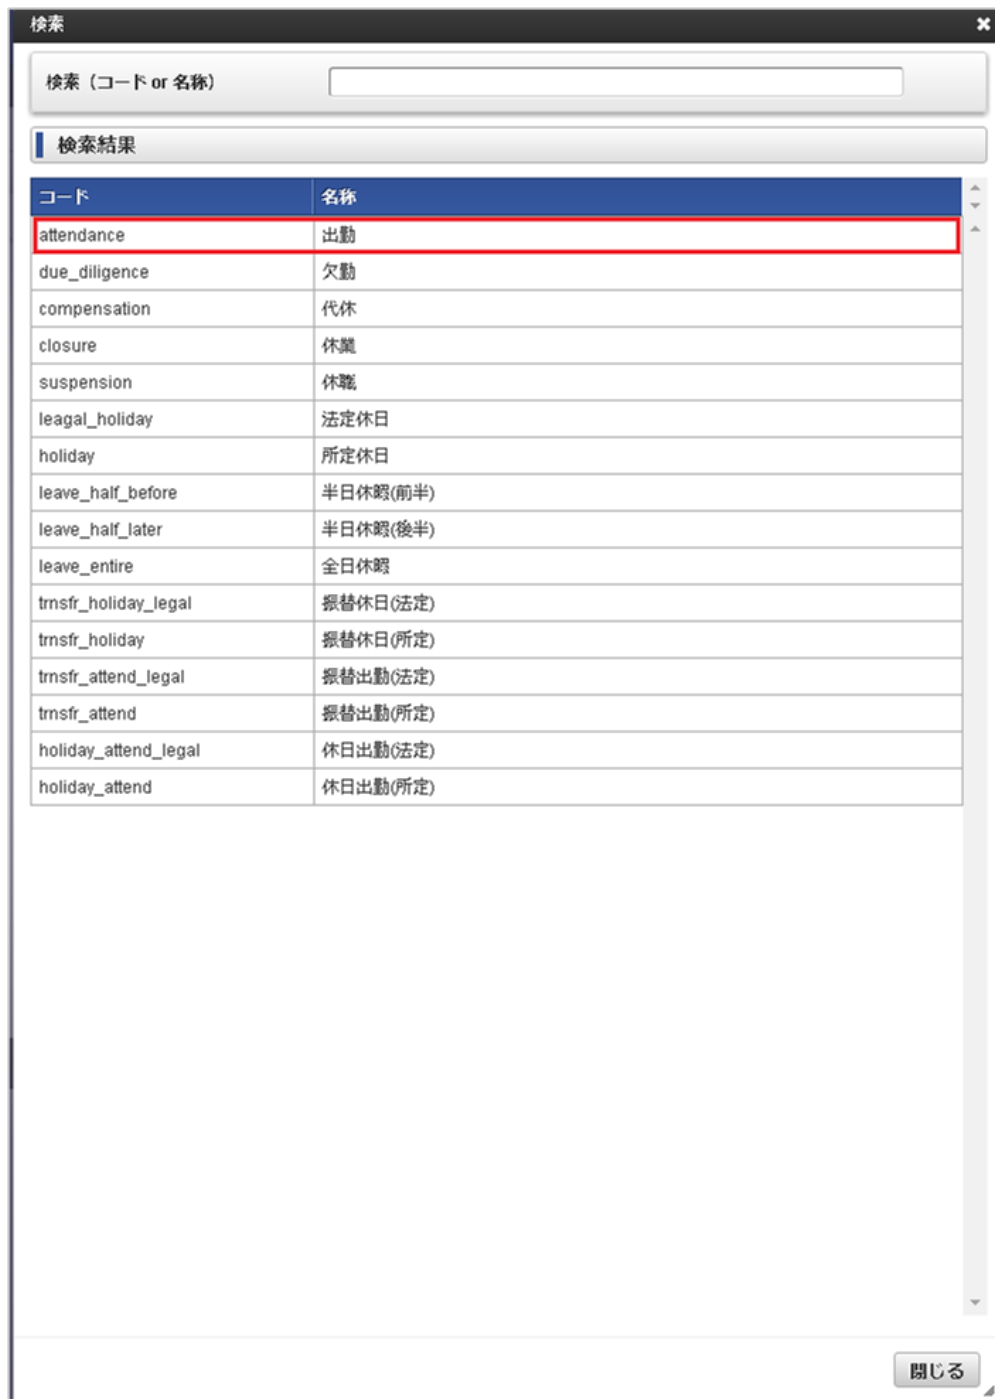 検索
検索（コード or 名称）
検索結果
コード 名称
attendance 出勤
due_diligence 欠勤
compensation 代休
closure 休業
suspension 休職
leagal_holiday 法定休日
holiday 所定休日
leave_half_before 半日休暇(前半)
leave_half_later 半日休暇(後半)
leave_entire 全日休暇
trnsfr_holiday_legal 振替休日(法定)
trnsfr_holiday 振替休日(所定)
trnsfr_attend_legal 振替出勤(法定)
trnsfr_attend 振替出勤(所定)
holiday_attend_legal 休日出勤(法定)
holiday_attend 休日出勤(所定)
閉じる